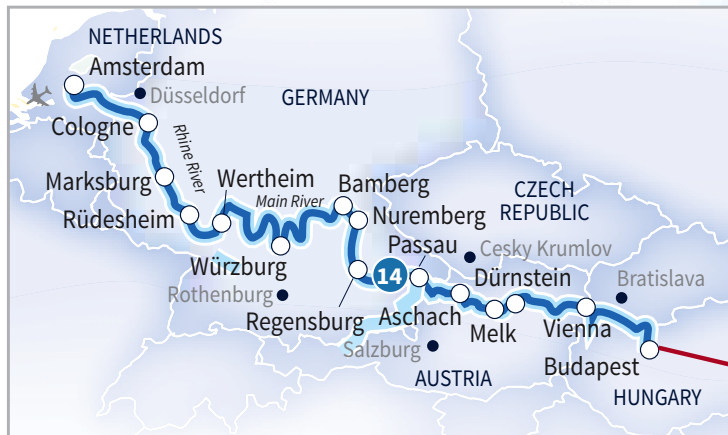 NETHERLANDS
Amsterdam
Düsseldorf
GERMANY
Cologne
Rhine River
Marksburg
Wertheim
Main River
Bamberg
CZECH
REPUBLIC
Rüdesheim
Nuremberg
Passau
Cesky Krumlov
Würzburg
14
Dürnstein
Bratislava
Rothenburg
Regensburg
Aschach
Melk
Vienna
Salzburg
Budapest
AUSTRIA
HUNGARY